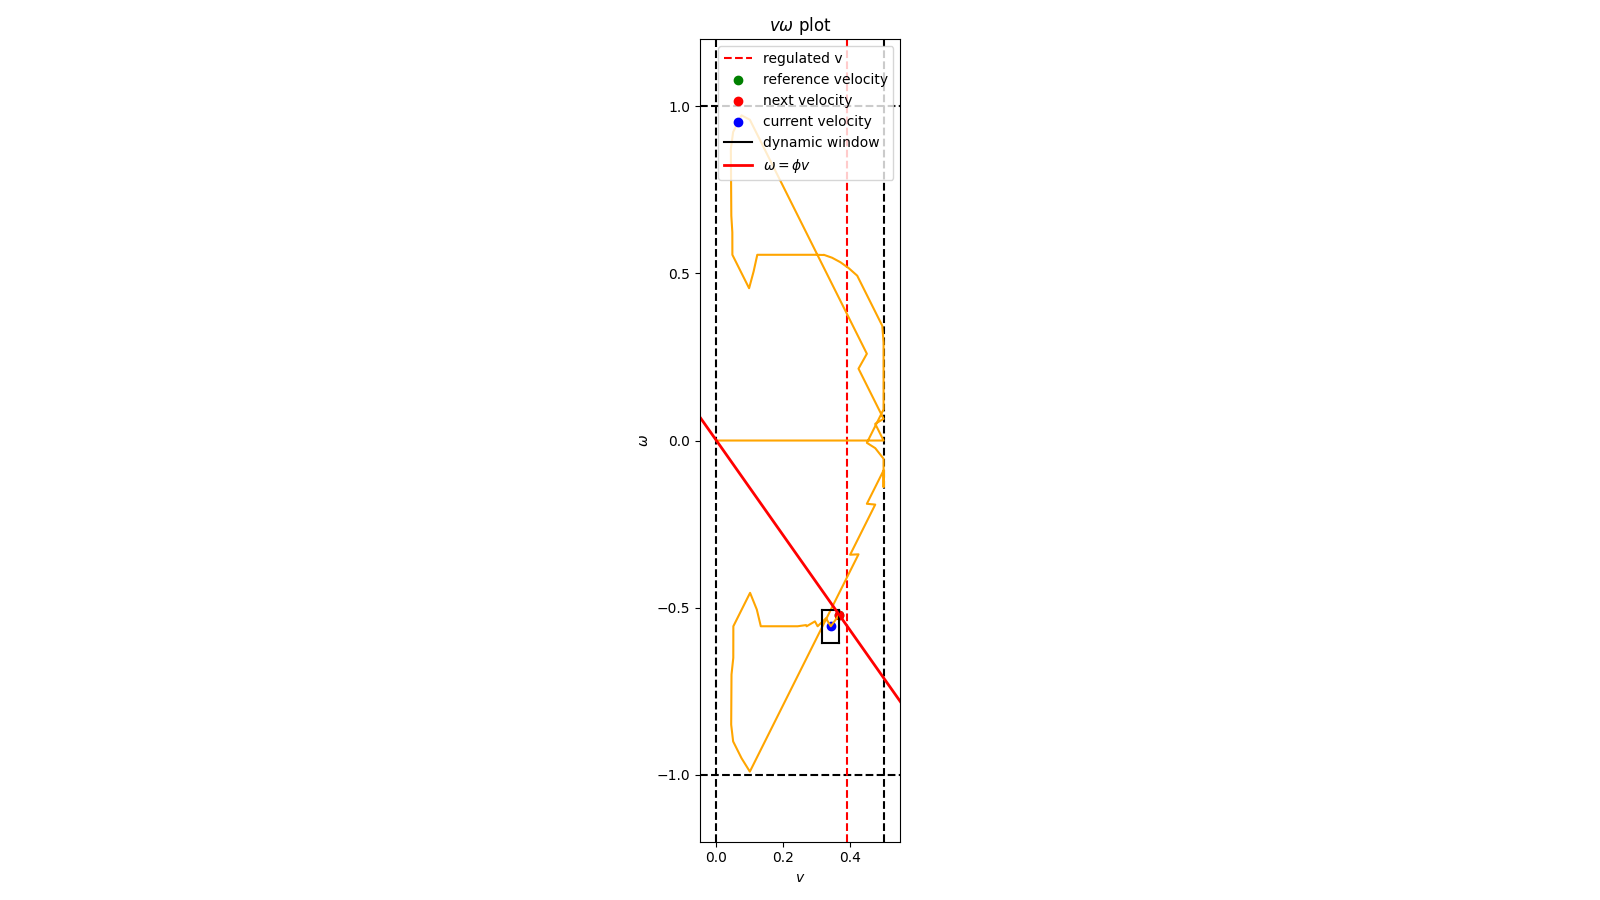 vω plot
regulated v
reference velocity
next velocity
current velocity
dynamic window
ω = ϕv
1.0
0.5
0.0
−0.5
−1.0
ω
0.0 0.2 0.4
v